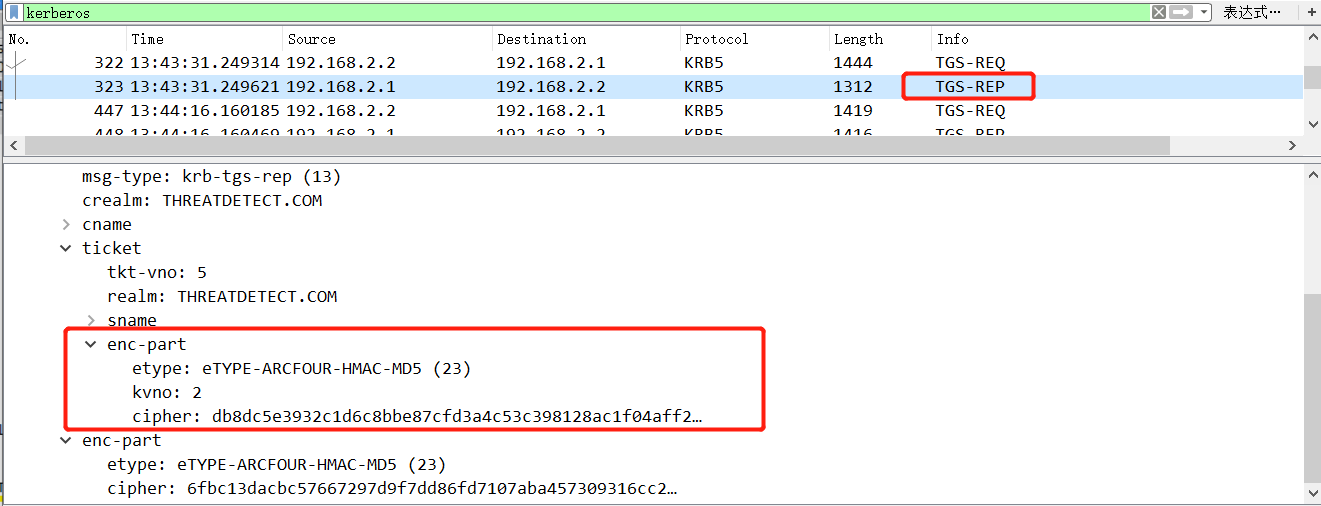 kerberos 表达式… +
No. Time Source Destination Protocol Length Info
322 13:43:31.249314 192.168.2.2 192.168.2.1 KRB5 1444 TGS-REQ
323 13:43:31.249621 192.168.2.1 192.168.2.2 KRB5 1312 TGS-REP
447 13:44:16.160185 192.168.2.2 192.168.2.1 KRB5 1419 TGS-REQ
448 13:44:16.160469 192.168.2.1 192.168.2.2 KRB5 1416 TGS-REP
msg-type: krb-tgs-rep (13)
crealm: THREATDETECT.COM
cname
ticket
tkt-vno: 5
realm: THREATDETECT.COM
sname
enc-part
etype: eTYPE-ARCFOUR-HMAC-MD5 (23)
kvno: 2
cipher: db8dc5e3932c1d6c8bbe87cfd3a4c53c398128ac1f04aff2…
enc-part
etype: eTYPE-ARCFOUR-HMAC-MD5 (23)
cipher: 6fbc13dacbc57667297d9f7dd86fd7107aba457309316cc2…